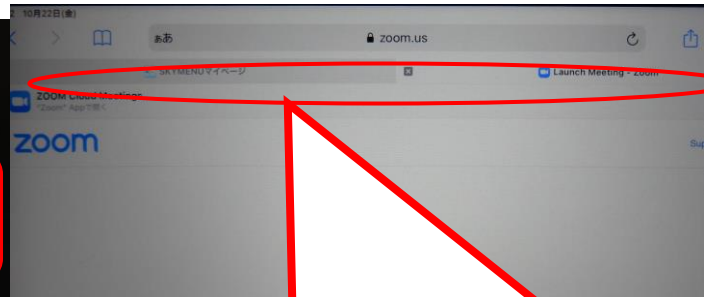 10月22日(金)
ぁあ
zoom.us
SKYMENUマイページ
Launch Meeting - Zoom
ZOOM Cloud Meetings
"Zoom" Appで開く
zoom
Sup